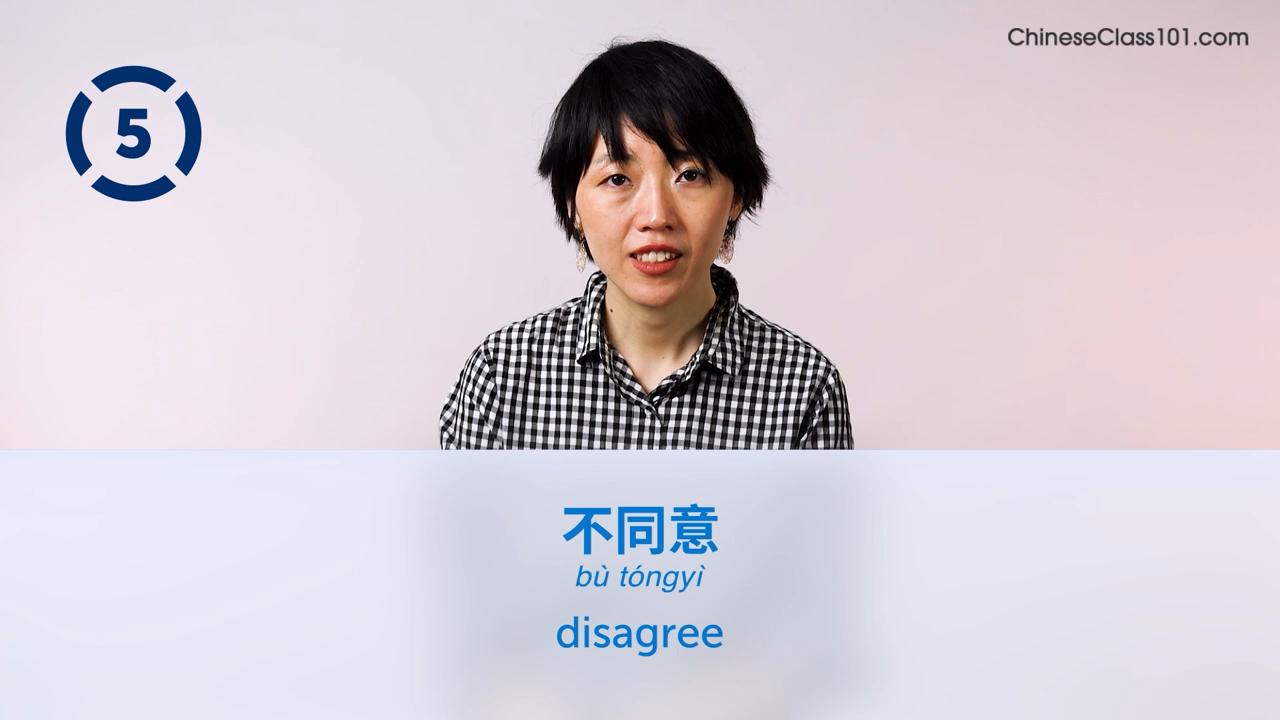 ChineseClass101.com
5
不同意
bù tóngyì
disagree